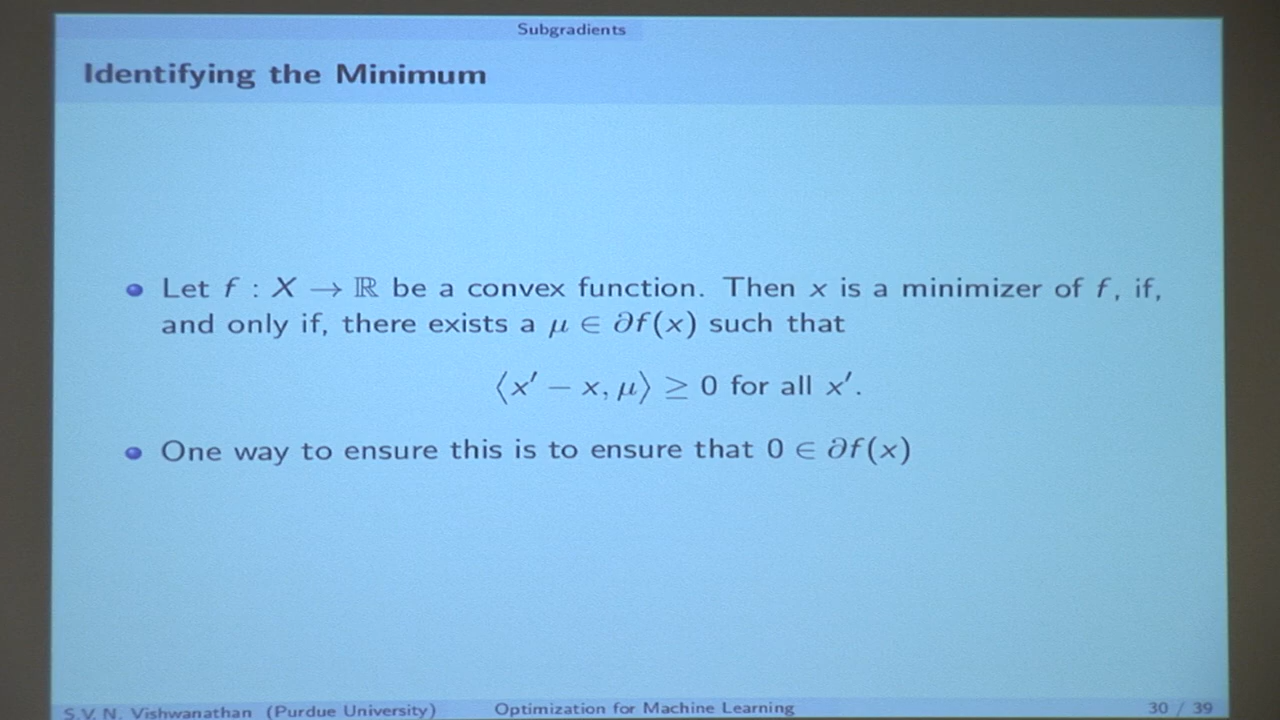 Subgradients
Identifying the Minimum
Let f : X → ℝ be a convex function. Then x is a minimizer of f, if,
and only if, there exists a μ ∈ ∂f(x) such that
⟨x′ − x, μ⟩ ≥ 0 for all x′.
One way to ensure this is to ensure that 0 ∈ ∂f(x)
S.V.N. Vishwanathan (Purdue University)
Optimization for Machine Learning
30 / 39